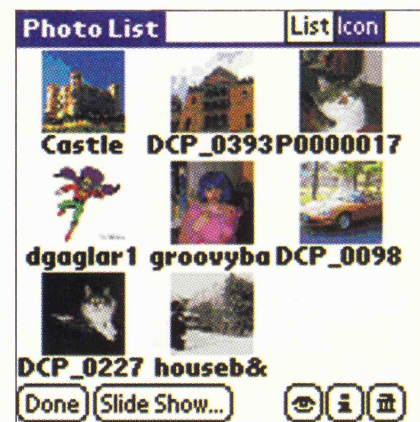 Photo List List Icon
Castle DCP_0393 P0000017
dgaglar1 groovyba DCP_0098
DCP_0227 houseb&
Done Slide Show... i